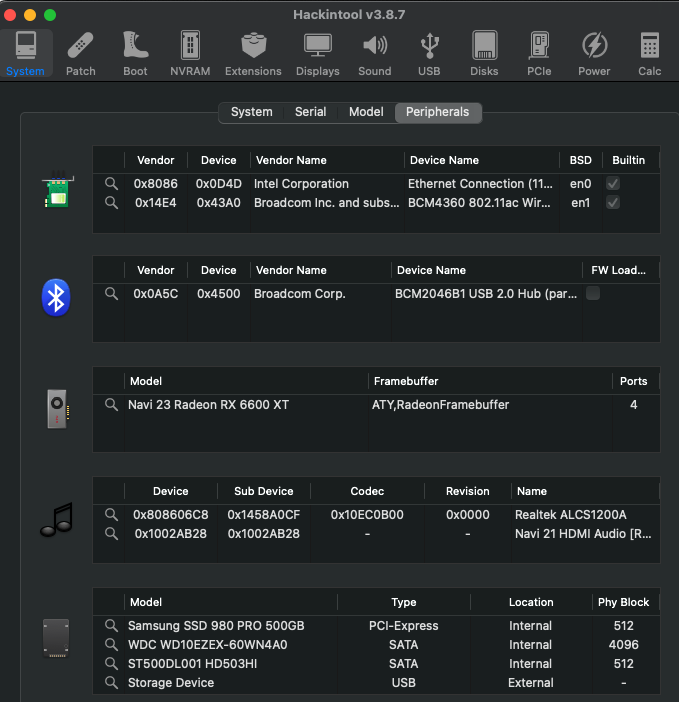 Hackintool v3.8.7
System Patch Boot NVRAM Extensions Displays Sound USB Disks PCIe Power Calc
System Serial Model Peripherals
Vendor Device Vendor Name Device Name BSD Builtin
0x8086 0x0D4D Intel Corporation Ethernet Connection (11... en0
0x14E4 0x43A0 Broadcom Inc. and subs... BCM4360 802.11ac Wir... en1
Vendor Device Vendor Name Device Name FW Load...
0x0A5C 0x4500 Broadcom Corp. BCM2046B1 USB 2.0 Hub (par...
Model Framebuffer Ports
Navi 23 Radeon RX 6600 XT ATY,RadeonFramebuffer 4
Device Sub Device Codec Revision Name
0x808606C8 0x1458A0CF 0x10EC0B00 0x0000 Realtek ALCS1200A
0x1002AB28 0x1002AB28 - - Navi 21 HDMI Audio [R...
Model Type Location Phy Block
Samsung SSD 980 PRO 500GB PCI-Express Internal 512
WDC WD10EZEX-60WN4A0 SATA Internal 4096
ST500DL001 HD503HI SATA Internal 512
Storage Device USB External -